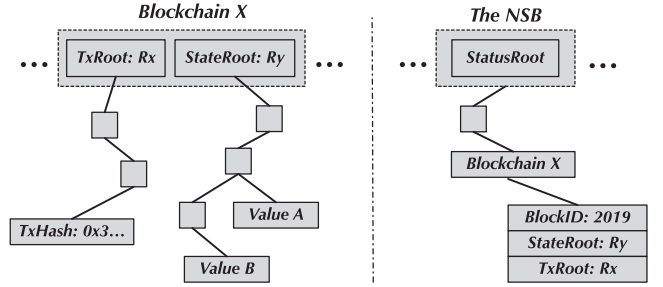 Blockchain X
The NSB
... TxRoot: Rx StateRoot: Ry ...
... StatusRoot ...
Blockchain X
TxHash: 0x3...
Value A
Value B
BlockID: 2019
StateRoot: Ry
TxRoot: Rx